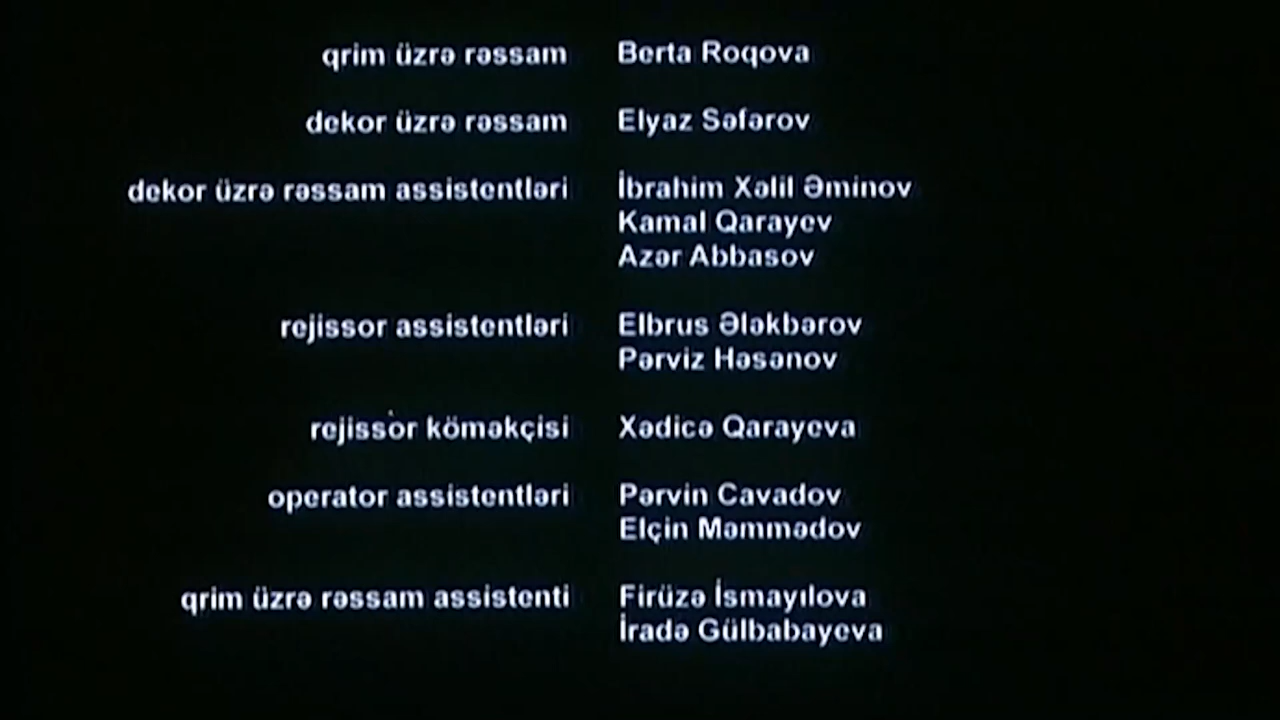 qrim üzrə rəssam Berta Roqova
dekor üzrə rəssam Elyaz Səfərov
dekor üzrə rəssam assistentləri İbrahim Xəlil Əminov
Kamal Qarayev
Azər Abbasov
rejissor assistentləri Elbrus Ələkbərov
Pərviz Həsənov
rejissor köməkçisi Xədicə Qarayeva
operator assistentləri Pərvin Cavadov
Elçin Məmmədov
qrim üzrə rəssam assistenti Firüzə İsmayılova
İradə Gülbabayeva